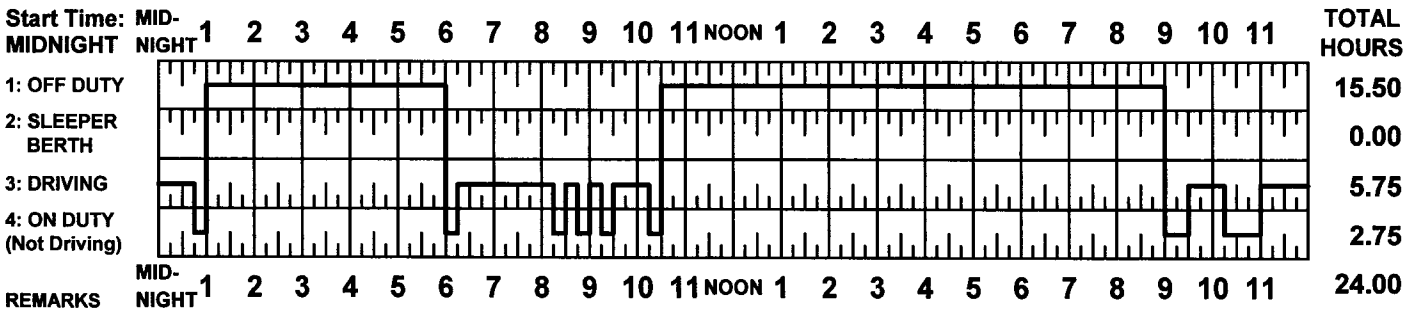 Start Time: MID- 1 2 3 4 5 6 7 8 9 10 11 NOON 1 2 3 4 5 6 7 8 9 10 11 TOTAL
MIDNIGHT NIGHT HOURS
1: OFF DUTY 15.50
2: SLEEPER
BERTH 0.00
3: DRIVING 5.75
4: ON DUTY
(Not Driving) 2.75
MID-
REMARKS NIGHT 1 2 3 4 5 6 7 8 9 10 11 NOON 1 2 3 4 5 6 7 8 9 10 11 24.00